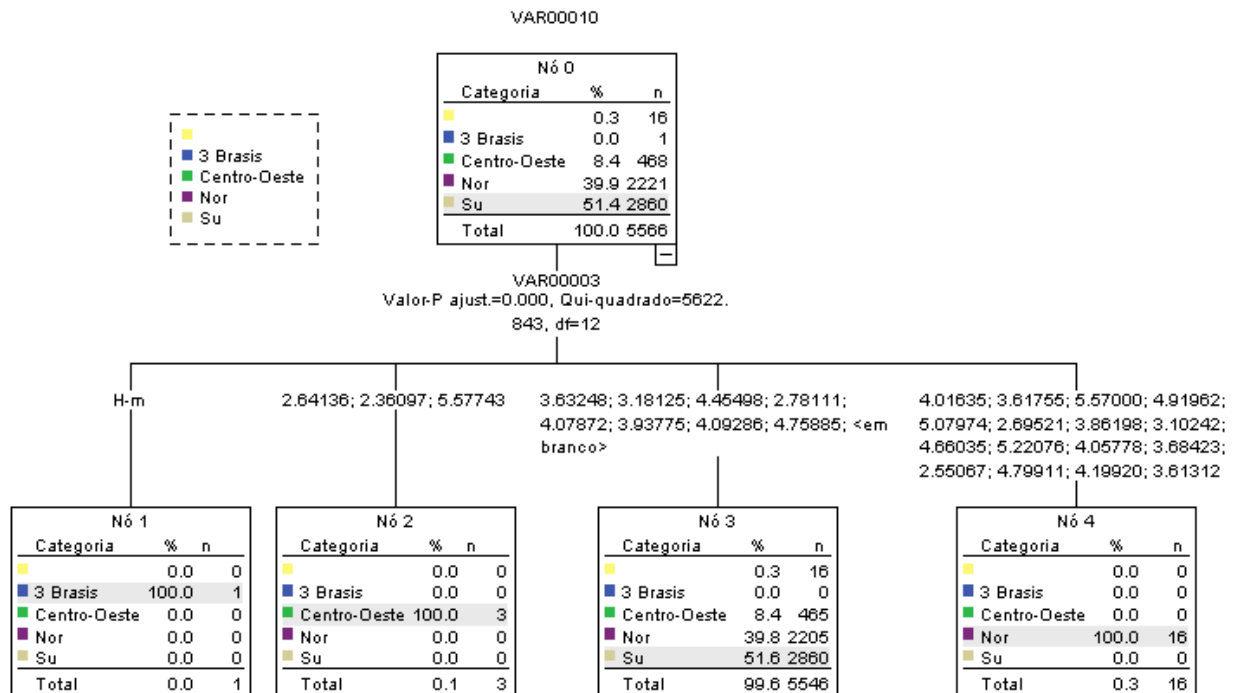 VAR00010
Nó 0
Categoria % n
0.3 16
3 Brasis 0.0 1
Centro-Oeste 8.4 468
Nor 39.9 2221
Su 51.4 2860
Total 100.0 5566
3 Brasis
Centro-Oeste
Nor
Su
VAR00003
Valor-P ajust.=0.000, Qui-quadrado=5622.
843, df=12
H-m
2.64136; 2.36097; 5.57743
3.63248; 3.18125; 4.45498; 2.78111;
4.07872; 3.93775; 4.09286; 4.75885; <em
branco>
4.01635; 3.61755; 5.57000; 4.91962;
5.07974; 2.69521; 3.86198; 3.10242;
4.66035; 5.22076; 4.05778; 3.68423;
2.55067; 4.79911; 4.19920; 3.61312
Nó 1
Categoria % n
0.0 0
3 Brasis 100.0 1
Centro-Oeste 0.0 0
Nor 0.0 0
Su 0.0 0
Total 0.0 1
Nó 2
Categoria % n
0.0 0
3 Brasis 0.0 0
Centro-Oeste 100.0 3
Nor 0.0 0
Su 0.0 0
Total 0.1 3
Nó 3
Categoria % n
0.3 16
3 Brasis 0.0 0
Centro-Oeste 8.4 465
Nor 39.8 2205
Su 51.6 2860
Total 99.6 5546
Nó 4
Categoria % n
0.0 0
3 Brasis 0.0 0
Centro-Oeste 0.0 0
Nor 100.0 16
Su 0.0 0
Total 0.3 16